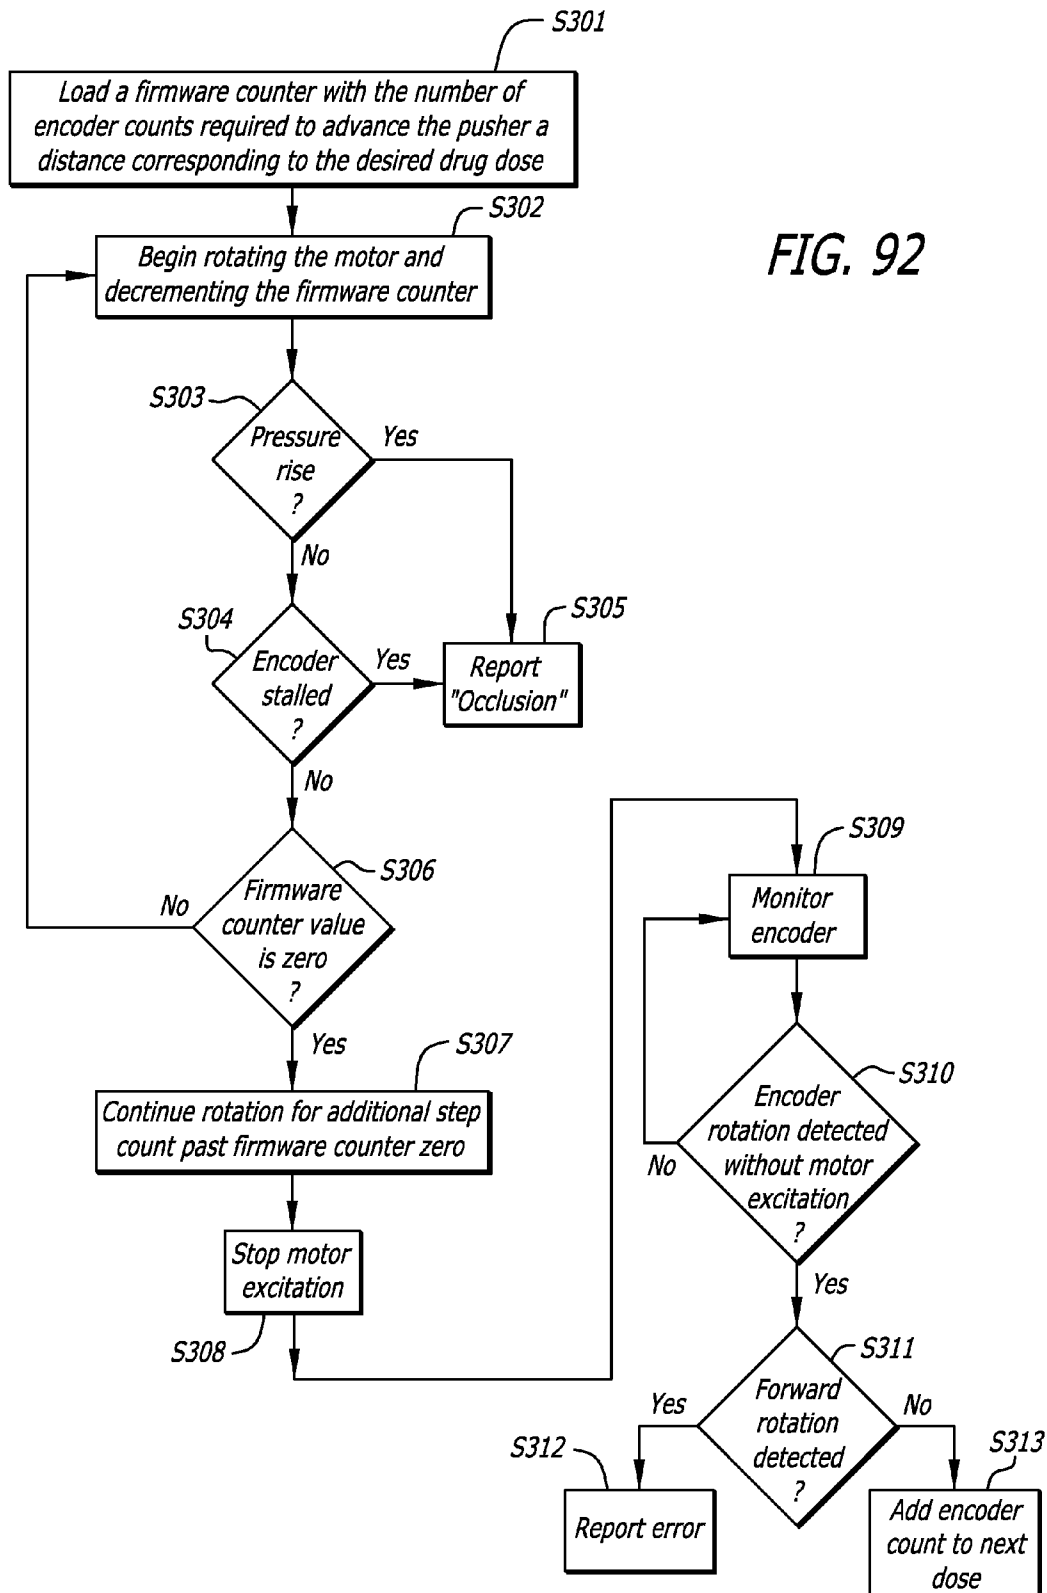 S301
Load a firmware counter with the number of
encoder counts required to advance the pusher a
distance corresponding to the desired drug dose
S302
Begin rotating the motor and
decrementing the firmware counter
FIG. 92
S303
Pressure
rise
?
Yes
No
S304
Encoder
stalled
?
Yes
S305
Report
"Occlusion"
No
S306
Firmware
counter value
is zero
?
No
Yes
S307
Continue rotation for additional step
count past firmware counter zero
Stop motor
excitation
S308
S309
Monitor
encoder
S310
Encoder
rotation detected
without motor
excitation
?
No
Yes
S311
Forward
rotation
detected
?
Yes
No
S312
Report error
S313
Add encoder
count to next
dose